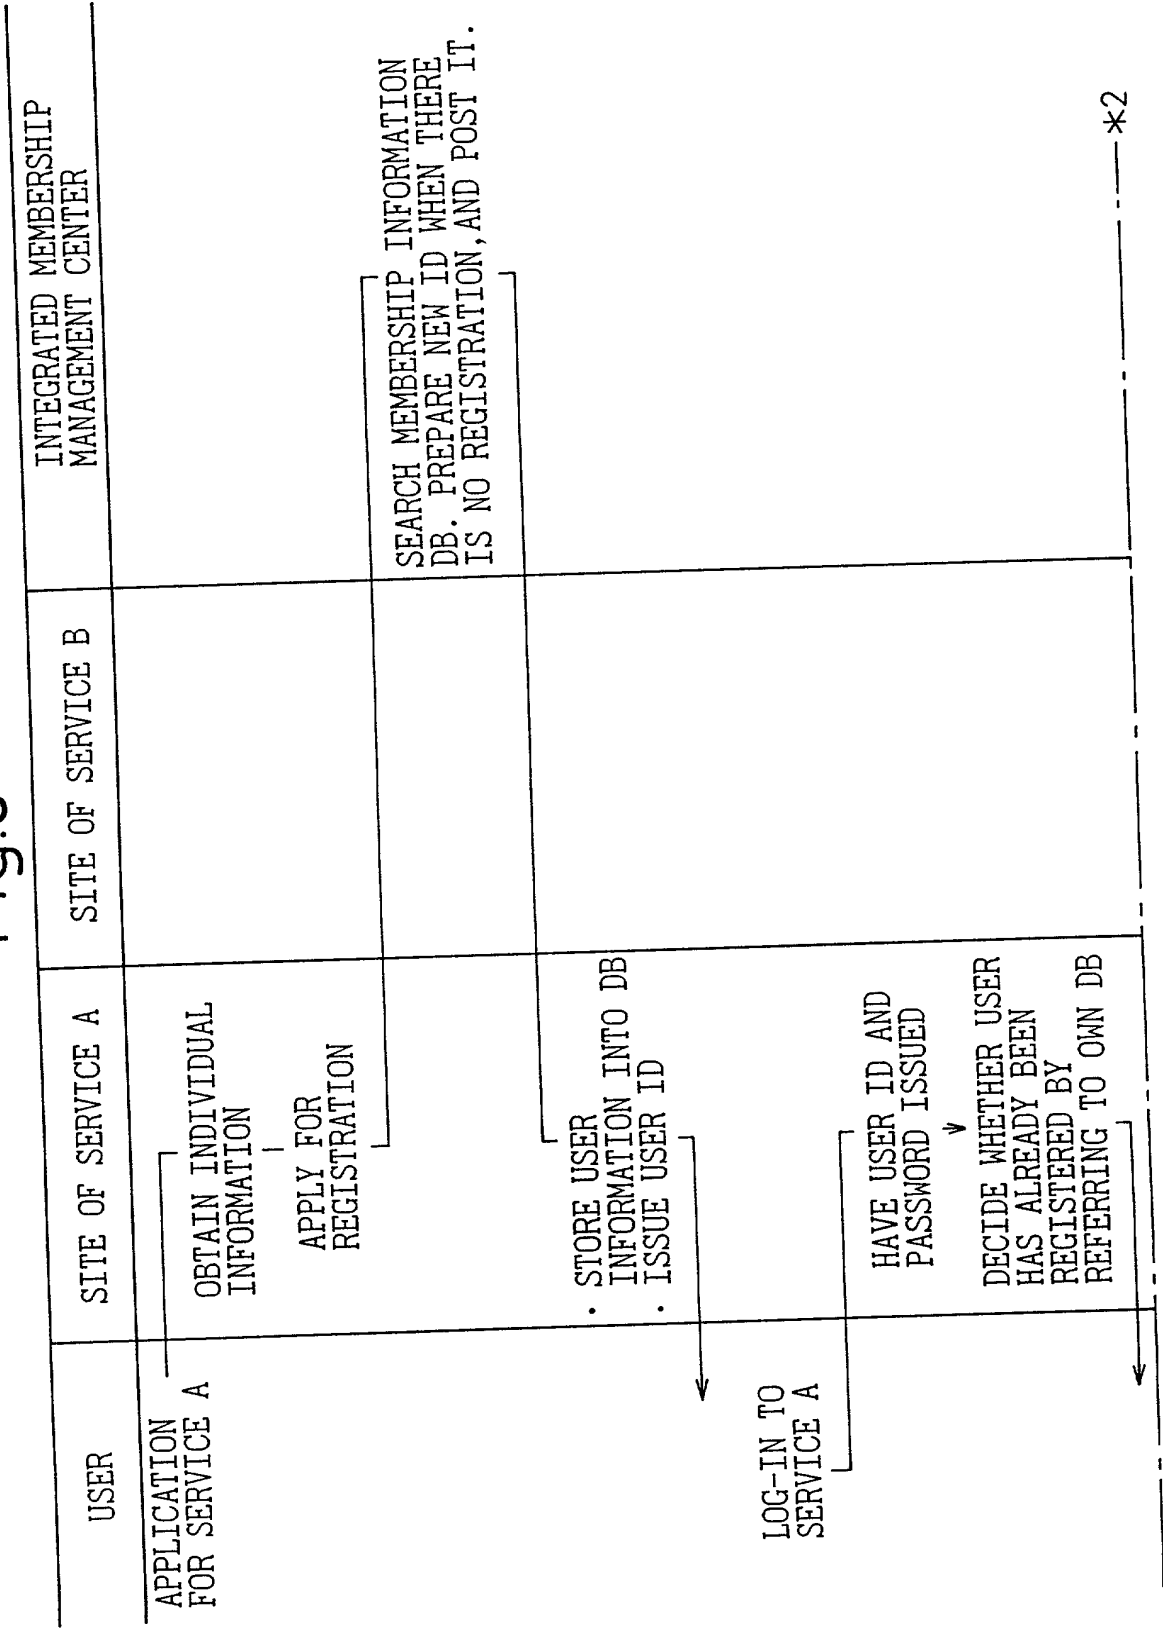 USER
SITE OF SERVICE A
SITE OF SERVICE B
INTEGRATED MEMBERSHIP
MANAGEMENT CENTER
APPLICATION
FOR SERVICE A
OBTAIN INDIVIDUAL
INFORMATION
APPLY FOR
REGISTRATION
SEARCH MEMBERSHIP INFORMATION
DB. PREPARE NEW ID WHEN THERE
IS NO REGISTRATION,AND POST IT.
· STORE USER
INFORMATION INTO DB
· ISSUE USER ID
LOG-IN TO
SERVICE A
HAVE USER ID AND
PASSWORD ISSUED
DECIDE WHETHER USER
HAS ALREADY BEEN
REGISTERED BY
REFERRING TO OWN DB
*2